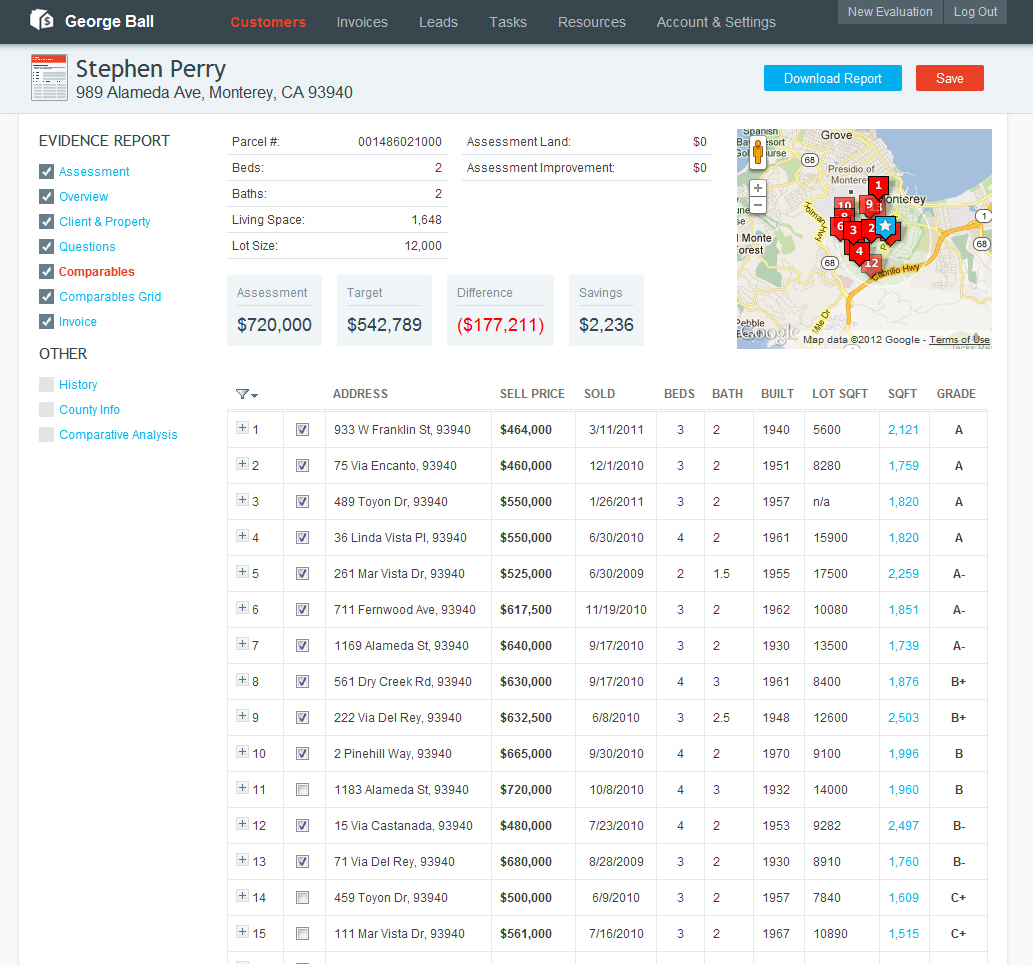 George Ball Customers Invoices Leads Tasks Resources Account & Settings New Evaluation Log Out
Stephen Perry
989 Alameda Ave, Monterey, CA 93940
Download Report Save
EVIDENCE REPORT
Assessment
Overview
Client & Property
Questions
Comparables
Comparables Grid
Invoice
OTHER
History
County Info
Comparative Analysis
Parcel #: 001486021000
Beds: 2
Baths: 2
Living Space: 1,648
Lot Size: 12,000
Assessment Land: $0
Assessment Improvement: $0
Assessment
$720,000
Target
$542,789
Difference
($177,211)
Savings
$2,236
Spanish
Grove
68
Presidio of
Monterey
1
10
9
3
Monterey
8
6
3
2
1
Holman Hwy
68
4
12
68
Cabrillo Hwy
Monte
Forest
Pebble
Google
Map data ©2012 Google - Terms of Use
ADDRESS SELL PRICE SOLD BEDS BATH BUILT LOT SQFT SQFT GRADE
1 933 W Franklin St, 93940 $464,000 3/11/2011 3 2 1940 5600 2,121 A
2 75 Via Encanto, 93940 $460,000 12/1/2010 3 2 1951 8280 1,759 A
3 489 Toyon Dr, 93940 $550,000 1/26/2011 3 2 1957 n/a 1,820 A
4 36 Linda Vista Pl, 93940 $550,000 6/30/2010 4 2 1961 15900 1,820 A
5 261 Mar Vista Dr, 93940 $525,000 6/30/2009 2 1.5 1955 17500 2,259 A-
6 711 Fernwood Ave, 93940 $617,500 11/19/2010 3 2 1962 10080 1,851 A-
7 1169 Alameda St, 93940 $640,000 9/17/2010 3 2 1930 13500 1,739 A-
8 561 Dry Creek Rd, 93940 $630,000 9/17/2010 4 3 1961 8400 1,876 B+
9 222 Via Del Rey, 93940 $632,500 6/8/2010 3 2.5 1948 12600 2,503 B+
10 2 Pinehill Way, 93940 $665,000 9/30/2010 4 2 1970 9100 1,996 B
11 1183 Alameda St, 93940 $720,000 10/8/2010 4 3 1932 14000 1,960 B
12 15 Via Castanada, 93940 $480,000 7/23/2010 4 2 1953 9282 2,497 B-
13 71 Via Del Rey, 93940 $680,000 8/28/2009 3 2 1930 8910 1,760 B-
14 459 Toyon Dr, 93940 $500,000 6/9/2010 3 2 1957 7840 1,609 C+
15 111 Mar Vista Dr, 93940 $561,000 7/16/2010 3 2 1967 10890 1,515 C+